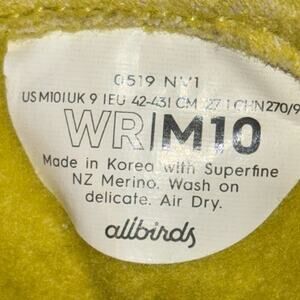 0519 NV1
US M10 | UK 9 | EU 42-43 | CM 27 | CHN 270/9
WR|M10
Made in Korea with Superfine
NZ Merino. Wash on
delicate. Air Dry.
allbirds